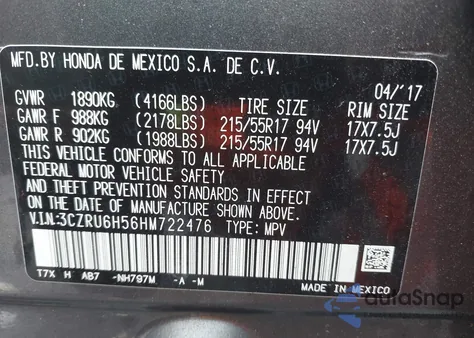 MFD.BY HONDA DE MEXICO S.A. DE C.V.
04/'17
GVWR 1890KG (4166LBS) TIRE SIZE RIM SIZE
GAWR F 988KG (2178LBS) 215/55R17 94V 17X7.5J
GAWR R 902KG (1988LBS) 215/55R17 94V 17X7.5J
THIS VEHICLE CONFORMS TO ALL APPLICABLE
FEDERAL MOTOR VEHICLE SAFETY
AND THEFT PREVENTION STANDARDS IN EFFECT
ON THE DATE OF MANUFACTURE SHOWN ABOVE.
V.I.N:3CZRU6H56HM722476 TYPE: MPV
T7X H AB7 -NH797M -A -M
MADE IN MEXICO
autoSnap